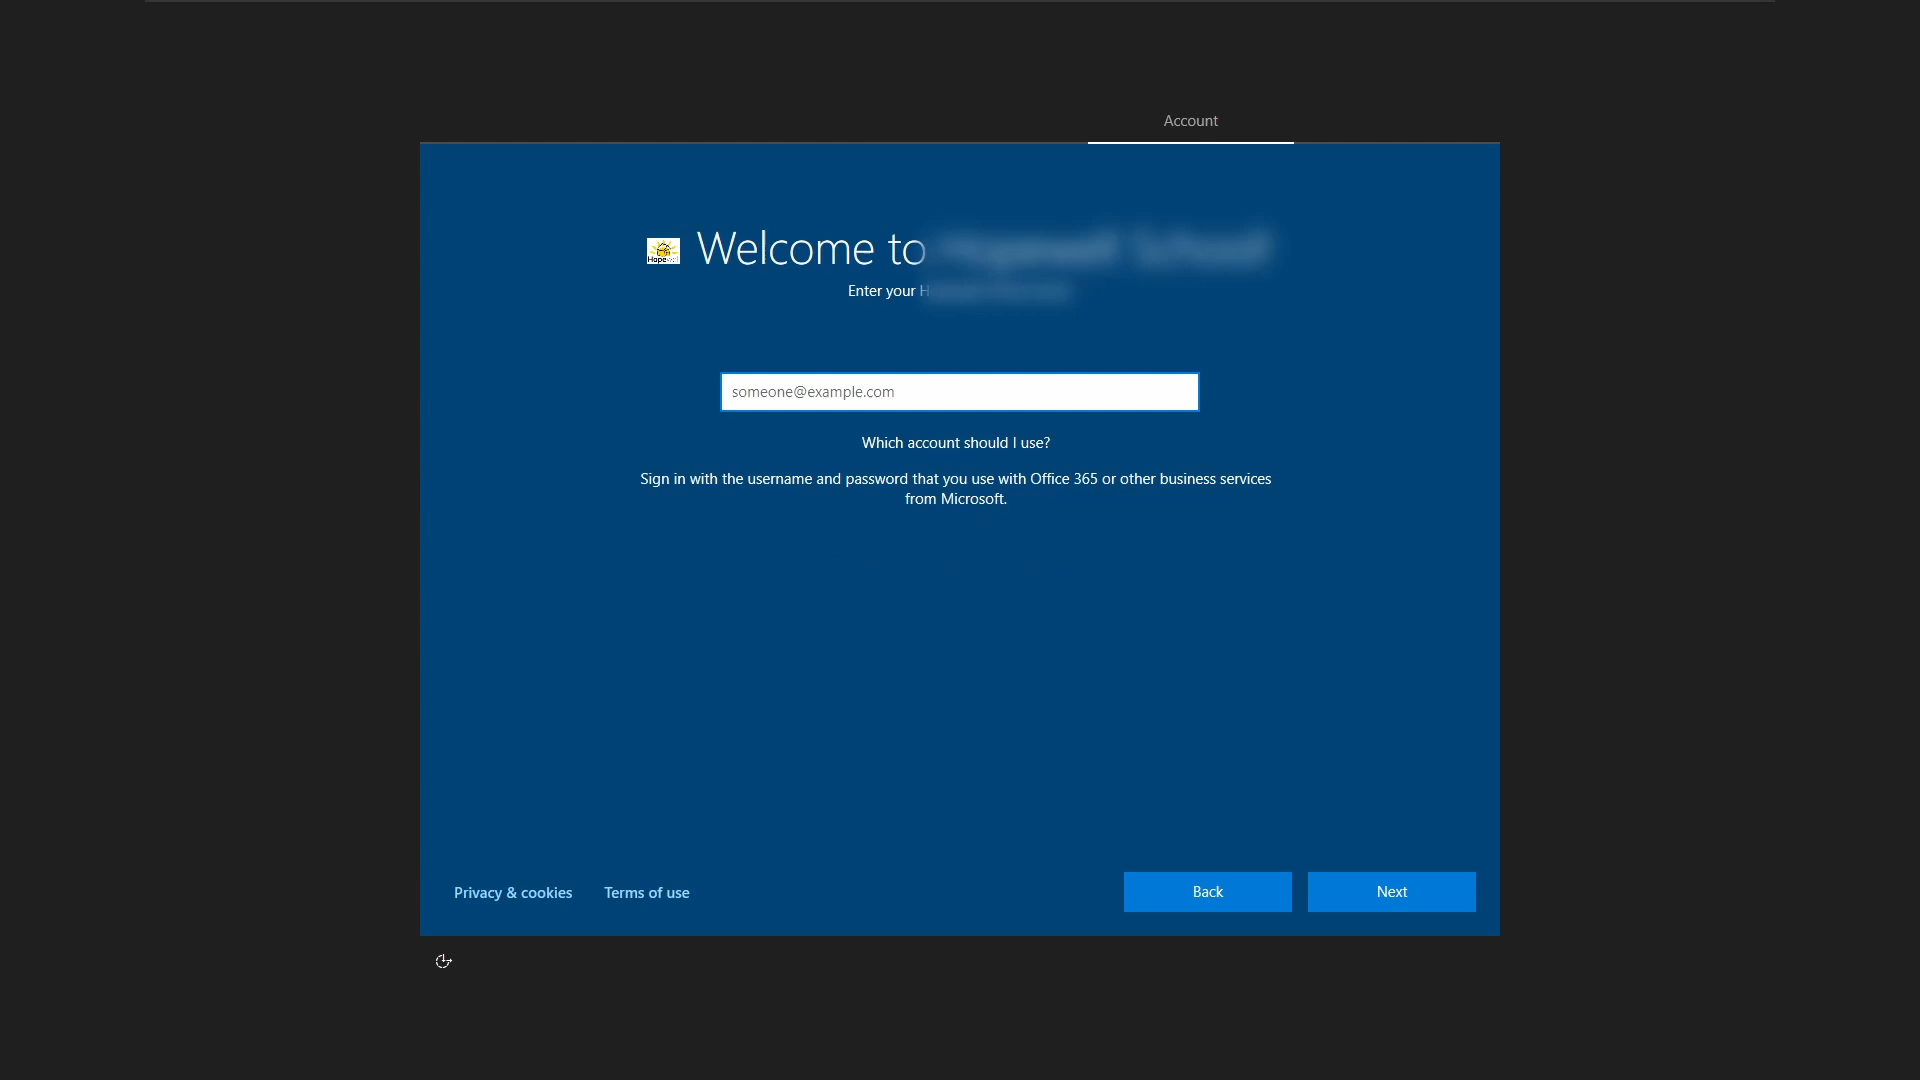 Account
Welcome to
Enter your H
someone@example.com
Which account should I use?
Sign in with the username and password that you use with Office 365 or other business services
from Microsoft.
Privacy & cookies
Terms of use
Back
Next